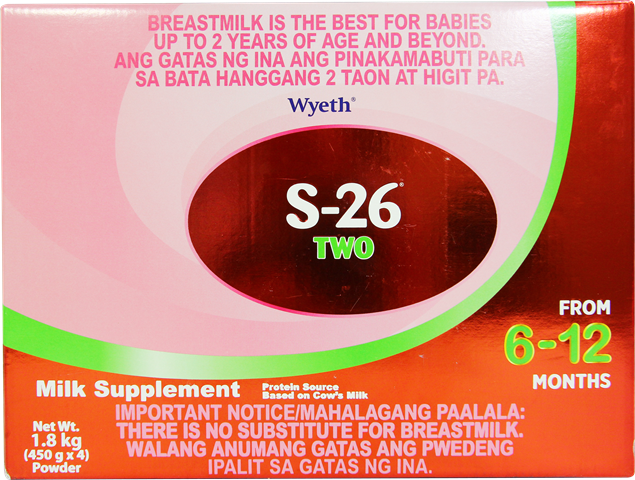 BREASTMILK IS THE BEST FOR BABIES
UP TO 2 YEARS OF AGE AND BEYOND.
ANG GATAS NG INA ANG PINAKAMABUTI PARA
SA BATA HANGGANG 2 TAON AT HIGIT PA.
Wyeth®
S-26®
TWO
FROM
6-12
MONTHS
Milk Supplement
Protein Source
Based on Cow's Milk
Net Wt.
1.8 kg
(450 g x 4)
Powder
IMPORTANT NOTICE/MAHALAGANG PAALALA:
THERE IS NO SUBSTITUTE FOR BREASTMILK.
WALANG ANUMANG GATAS ANG PWEDENG
IPALIT SA GATAS NG INA.